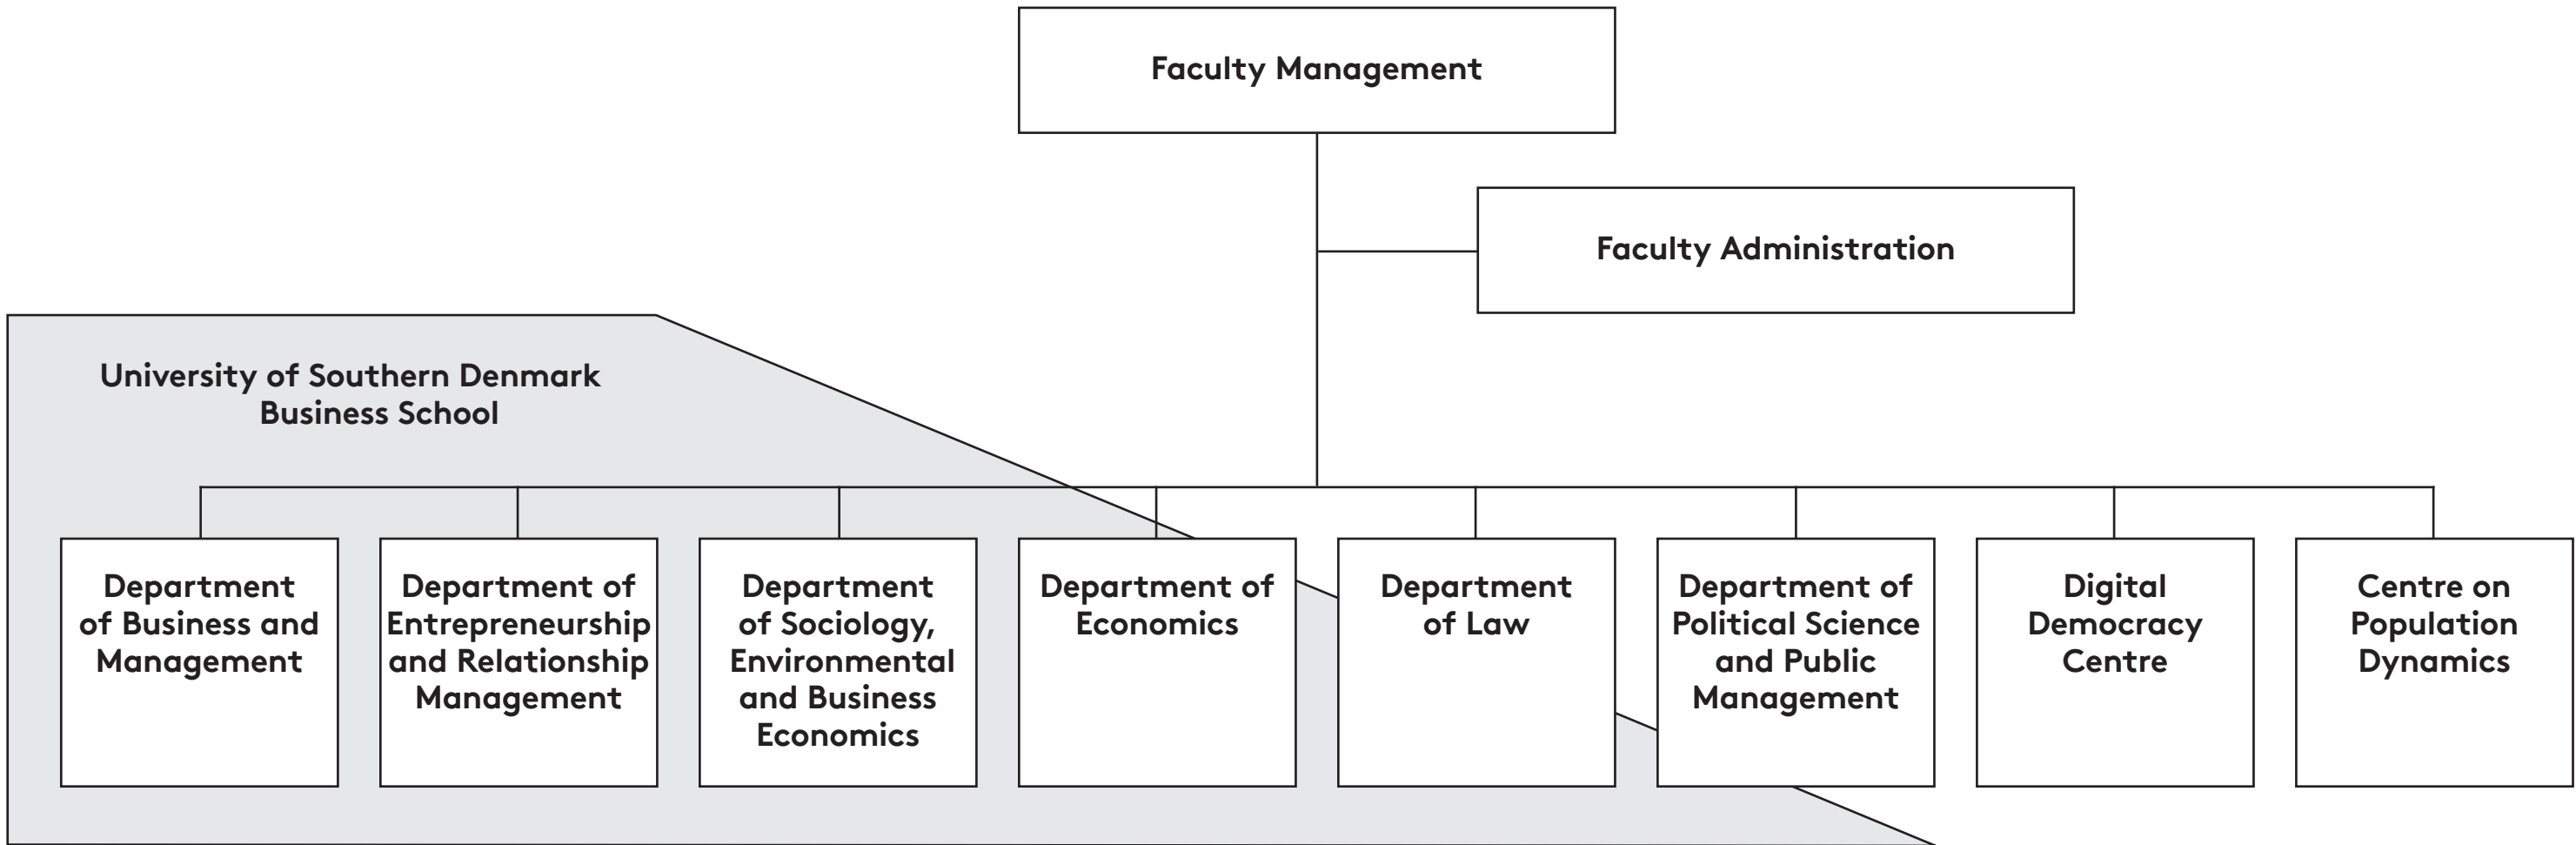 Faculty Management
Faculty Administration
University of Southern Denmark
Business School
Department
of Business and
Management
Department of
Entrepreneurship
and Relationship
Management
Department
of Sociology,
Environmental
and Business
Economics
Department of
Economics
Department
of Law
Department of
Political Science
and Public
Management
Digital
Democracy
Centre
Centre on
Population
Dynamics